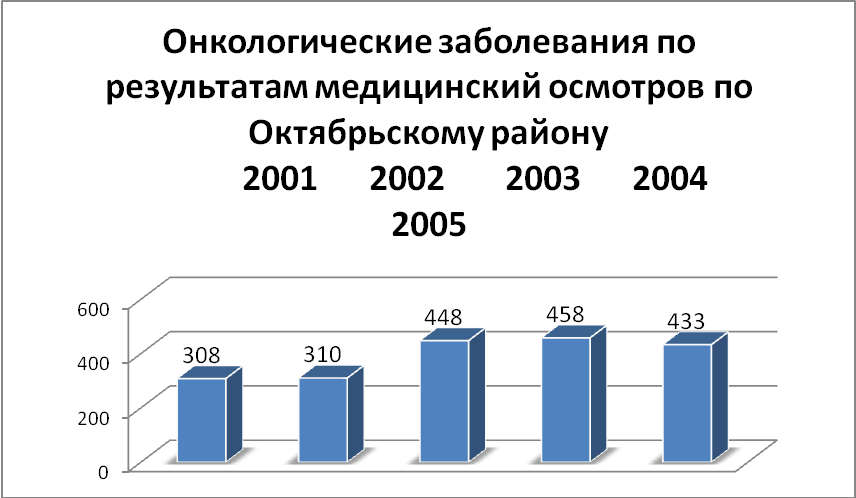 Онкологические заболевания по
результатам медицинский осмотров по
Октябрьскому району
2001 2002 2003 2004
2005
600
400
200
0
308
310
448
458
433